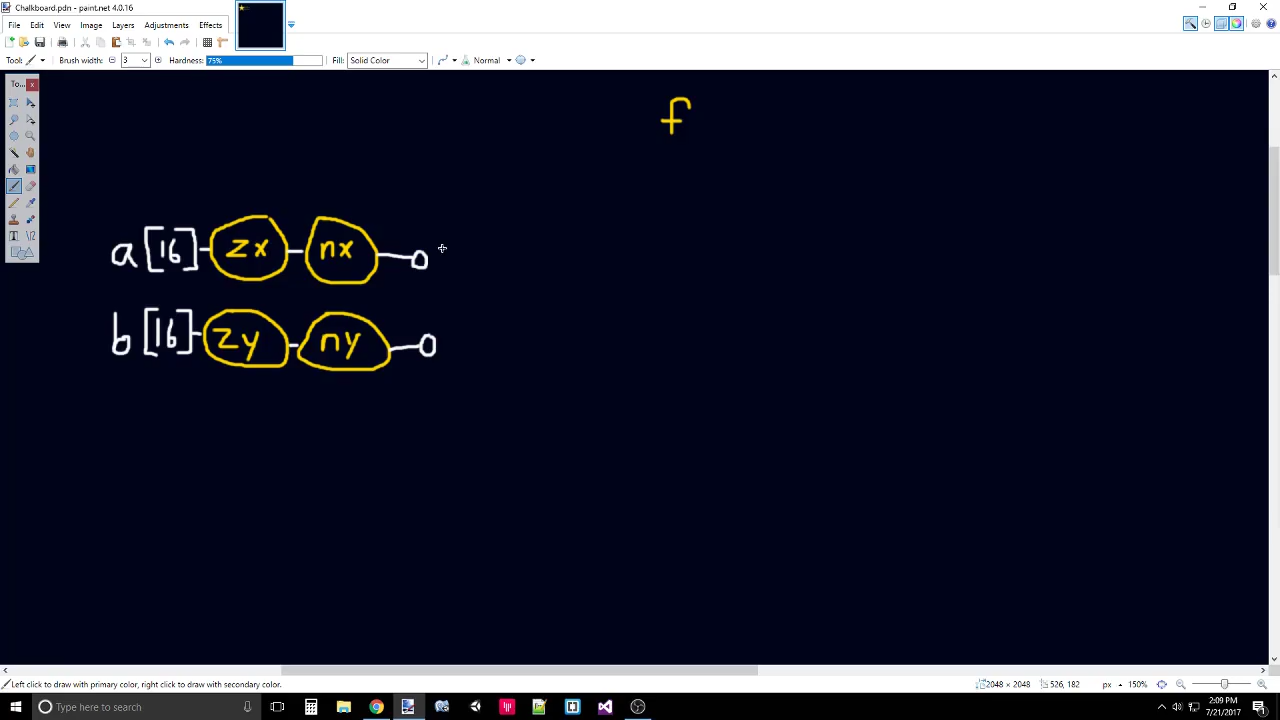 Chalkboard.pdn - paint.net 4.0.16
File Edit View Image Layers Adjustments Effects
Tool: Brush width: 3 Hardness: 75% Fill: Solid Color Normal
To... x
f
a [16] zx nx
b [16] zy ny
Left click to draw with primary color, right click to draw with secondary color. 2048 × 2048 526, 182 px 150%
Type here to search
2:09 PM
7/21/2017